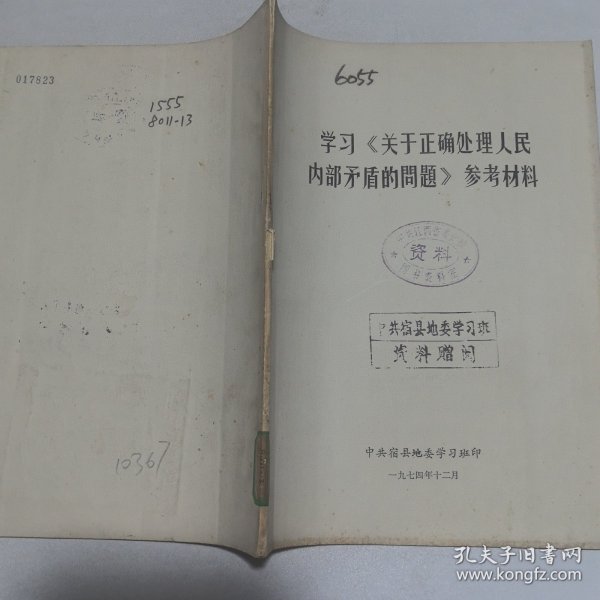 017823
1555
8011-13
10367
6055
学习《关于正确处理人民
内部矛盾的問題》参考材料
资料
中共宿县地委学习班
资料赠阅
中共宿县地委学习班印
一九七四年十二月
孔夫子旧书网
www.kongfz.com